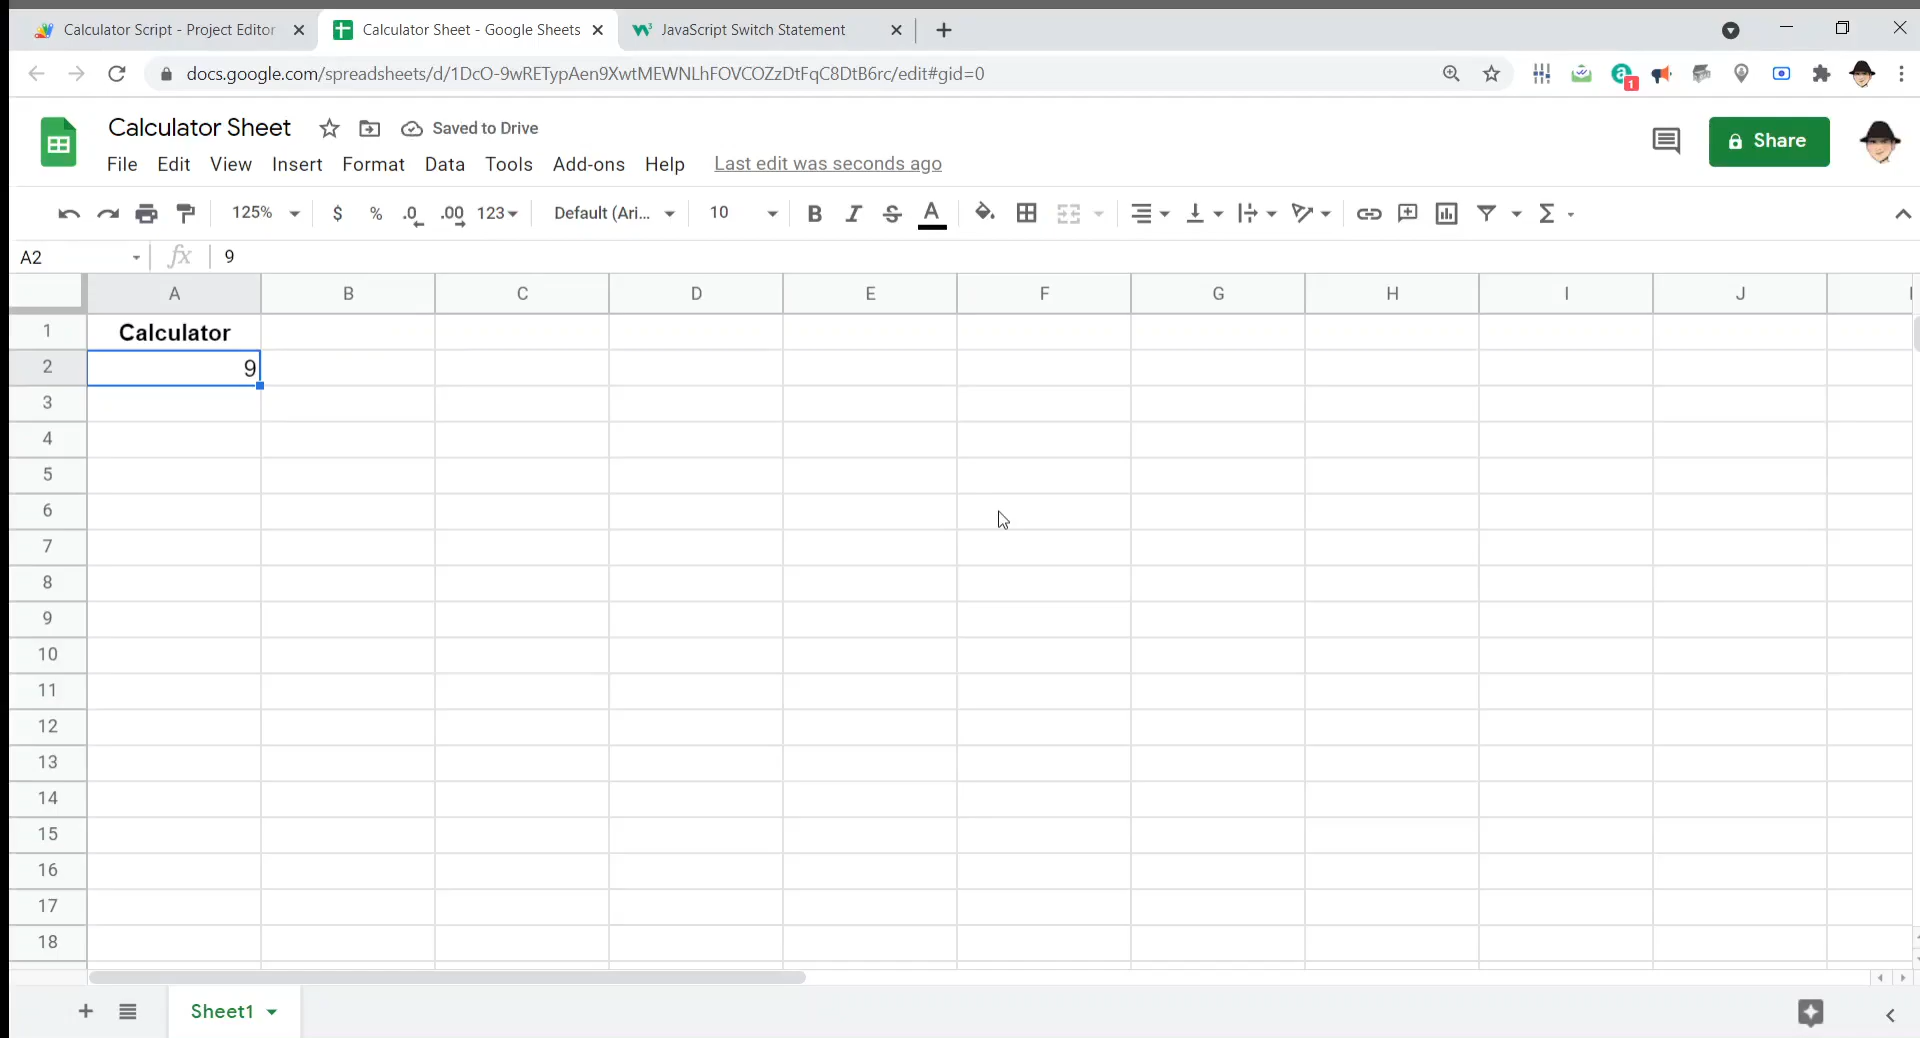 Calculator Script - Project Editor
Calculator Sheet - Google Sheets
JavaScript Switch Statement
docs.google.com/spreadsheets/d/1DcO-9wRETypAen9XwtMEWNLhFOVCOZzDtFqC8DtB6rc/edit#gid=0
1
Calculator Sheet
Saved to Drive
Share
File Edit View Insert Format Data Tools Add-ons Help Last edit was seconds ago
125% $ % .0 .00 123 Default (Ari... 10 B I S A Σ
A2 fx 9
A B C D E F G H I J
1 Calculator
2 9
3
4
5
6
7
8
9
10
11
12
13
14
15
16
17
18
Sheet1